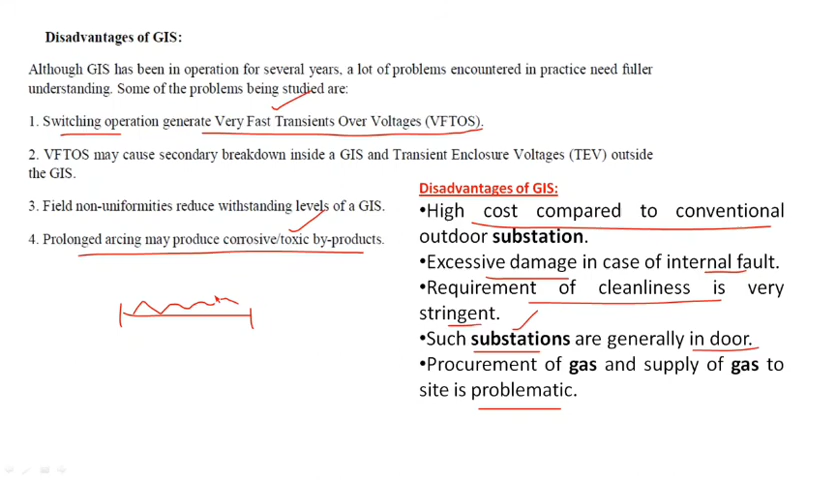 Disadvantages of GIS:
Although GIS has been in operation for several years, a lot of problems encountered in practice need fuller
understanding. Some of the problems being studied are:
1. Switching operation generate Very Fast Transients Over Voltages (VFTOS).
2. VFTOS may cause secondary breakdown inside a GIS and Transient Enclosure Voltages (TEV) outside
the GIS.
3. Field non-uniformities reduce withstanding levels of a GIS.
4. Prolonged arcing may produce corrosive/toxic by-products.
Disadvantages of GIS:
•High cost compared to conventional
outdoor substation.
•Excessive damage in case of internal fault.
•Requirement of cleanliness is very
stringent.
•Such substations are generally in door.
•Procurement of gas and supply of gas to
site is problematic.